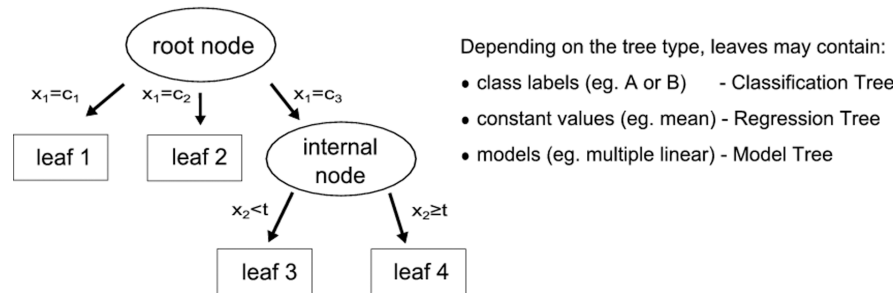 root node
x₁=c₁
x₁=c₂
x₁=c₃
leaf 1
leaf 2
internal
node
x₂<t
x₂≥t
leaf 3
leaf 4
Depending on the tree type, leaves may contain:
• class labels (eg. A or B) - Classification Tree
• constant values (eg. mean) - Regression Tree
• models (eg. multiple linear) - Model Tree